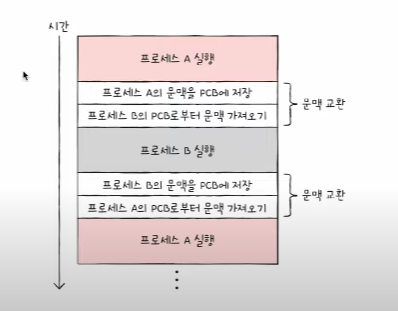 시간
프로세스 A 실행
프로세스 A의 문맥을 PCB에 저장
프로세스 B의 PCB로부터 문맥 가져오기
문맥 교환
프로세스 B 실행
프로세스 B의 문맥을 PCB에 저장
프로세스 A의 PCB로부터 문맥 가져오기
문맥 교환
프로세스 A 실행